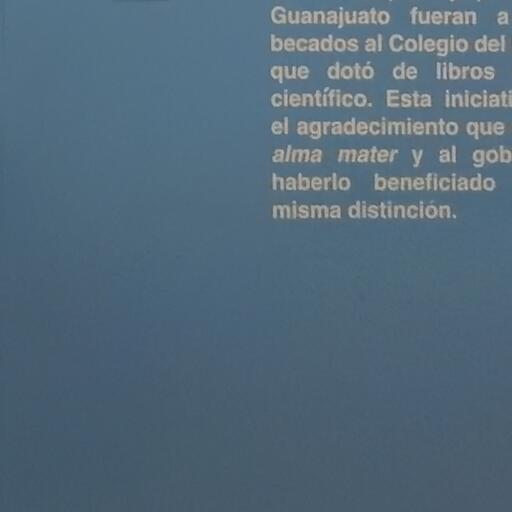 Guanajuato fueran a
becados al Colegio del
que dotó de libros
científico. Esta iniciati
el agradecimiento que
alma mater y al gob
haberlo beneficiado
misma distinción.